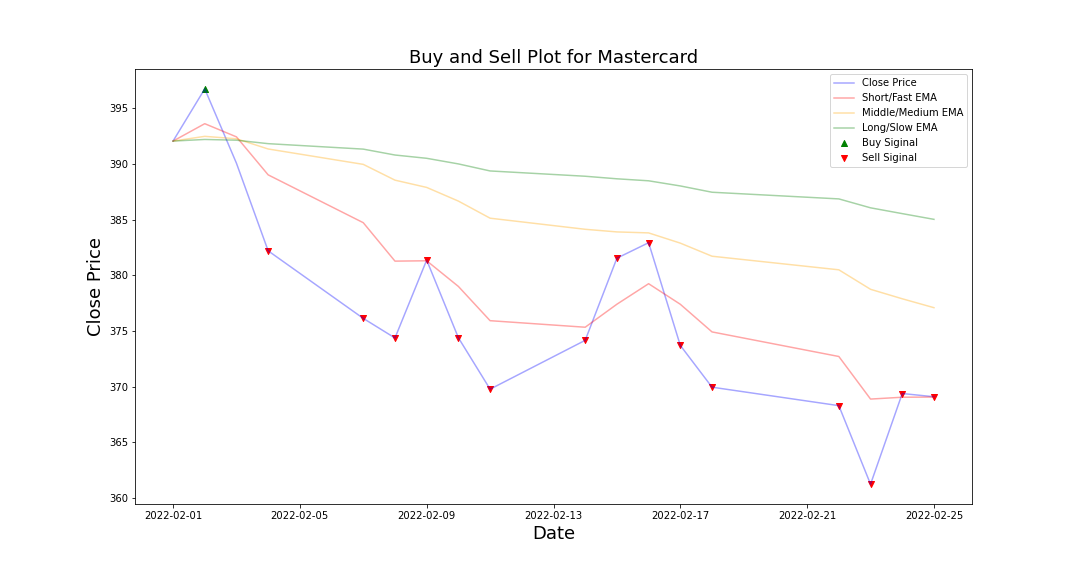 Buy and Sell Plot for Mastercard
Close Price
Short/Fast EMA
Middle/Medium EMA
Long/Slow EMA
Buy Siginal
Sell Siginal
395
390
385
380
375
370
365
360
Close Price
2022-02-01 2022-02-05 2022-02-09 2022-02-13 2022-02-17 2022-02-21 2022-02-25
Date